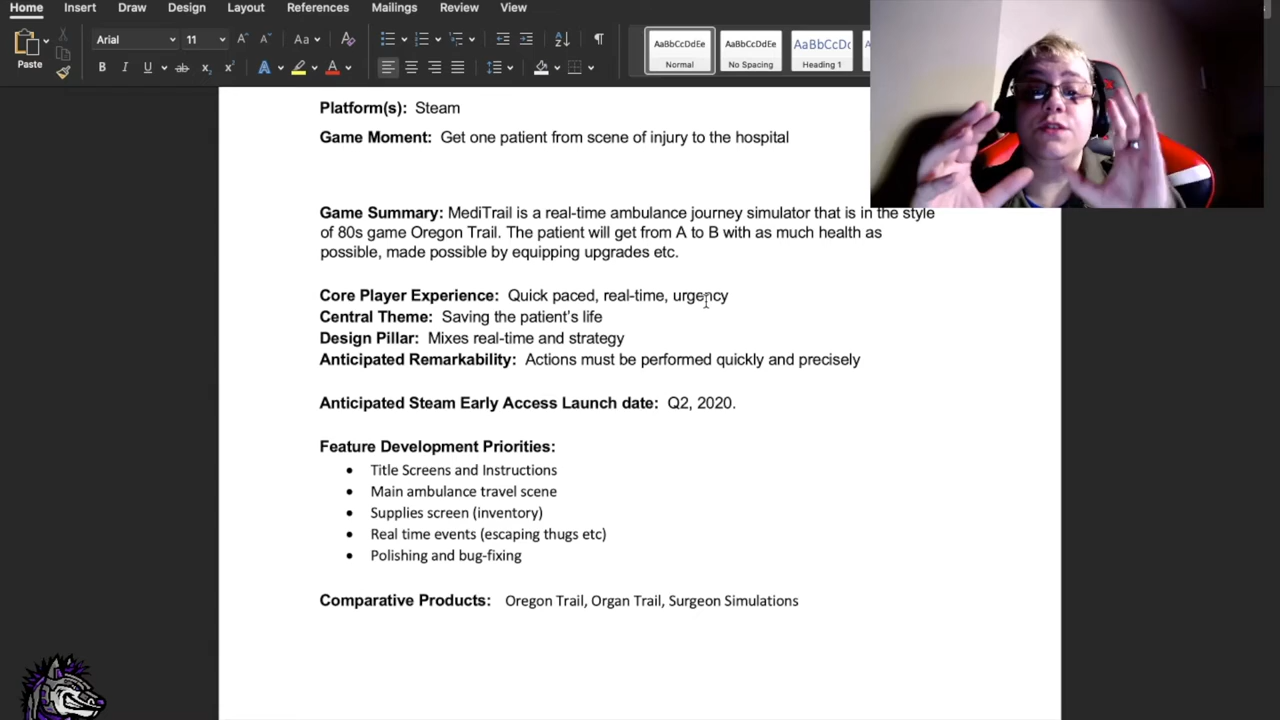 Home Insert Draw Design Layout References Mailings Review View
Arial 11 Aa AaBbCcDdEe AaBbCcDdEe AaBbCcDc
Paste B I U ab x₂ x² A A Normal No Spacing Heading 1
Platform(s): Steam
Game Moment: Get one patient from scene of injury to the hospital
Game Summary: MediTrail is a real-time ambulance journey simulator that is in the style
of 80s game Oregon Trail. The patient will get from A to B with as much health as
possible, made possible by equipping upgrades etc.
Core Player Experience: Quick paced, real-time, urgency
Central Theme: Saving the patient's life
Design Pillar: Mixes real-time and strategy
Anticipated Remarkability: Actions must be performed quickly and precisely
Anticipated Steam Early Access Launch date: Q2, 2020.
Feature Development Priorities:
• Title Screens and Instructions
• Main ambulance travel scene
• Supplies screen (inventory)
• Real time events (escaping thugs etc)
• Polishing and bug-fixing
Comparative Products: Oregon Trail, Organ Trail, Surgeon Simulations